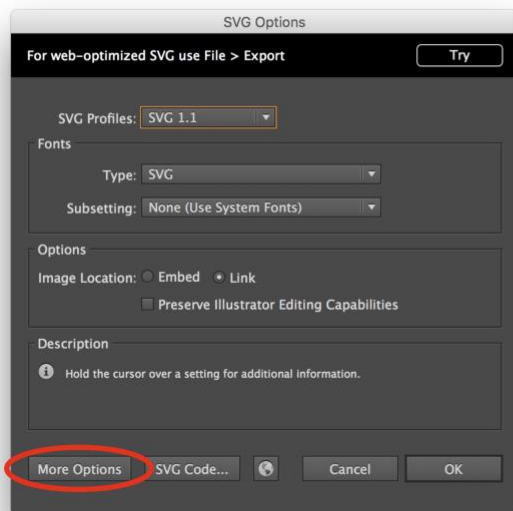 SVG Options
For web-optimized SVG use File > Export
Try
SVG Profiles: SVG 1.1
Fonts
Type: SVG
Subsetting: None (Use System Fonts)
Options
Image Location: Embed Link
Preserve Illustrator Editing Capabilities
Description
Hold the cursor over a setting for additional information.
More Options SVG Code... Cancel OK